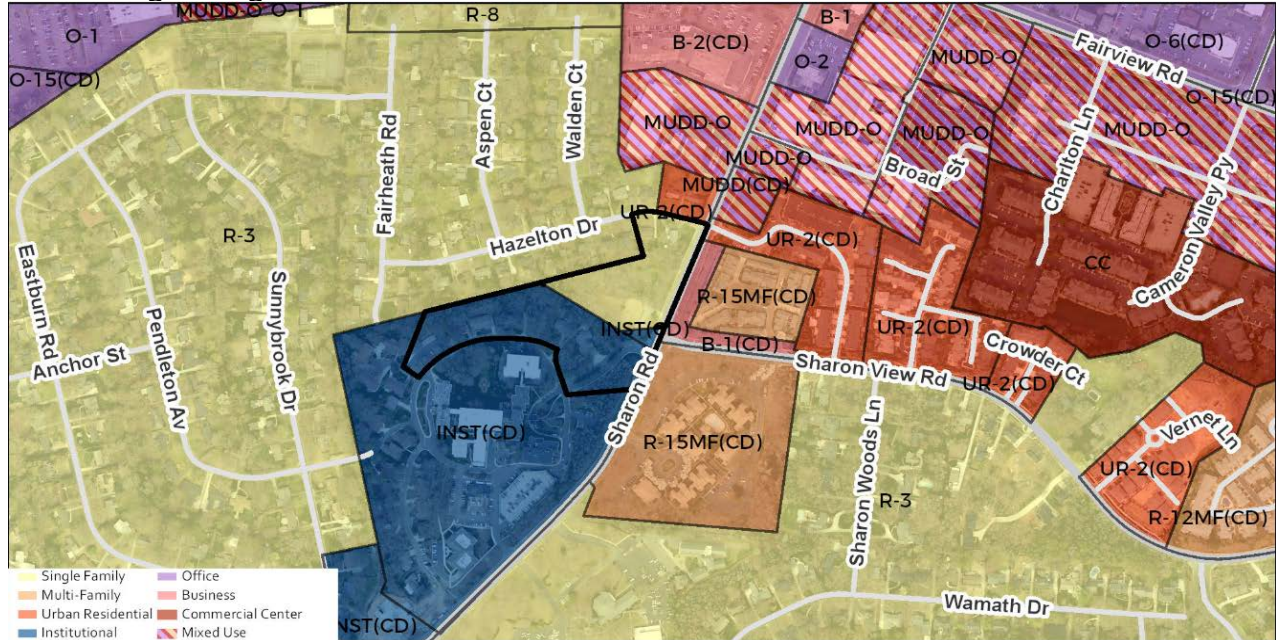 MUDD-O O-1
R-8
B-1
O-1
B-2(CD)
O-6(CD)
Fairview Rd
O-2
MUDD-O
O-15(CD)
O-15(CD)
MUDD-O
MUDD-O
MUDD-O
MUDD-O
Fairheath Rd
Aspen Ct
Walden Ct
Charlton Ln
MUDD-O
Broad St
MUDD(CD)
Cameron Valley Py
UR-2(CD)
Hazelton Dr
UR-2(CD)
R-3
CC
Eastburn Rd
Sunnybrook Dr
Pendleton Av
R-15MF(CD)
INST(CD)
UR-2(CD)
B-1(CD)
Crowder Ct
Anchor St
Sharon View Rd
UR-2(CD)
Sharon Rd
INST(CD)
R-15MF(CD)
Vernet Ln
UR-2(CD)
Sharon Woods Ln
R-3
R-12MF(CD)
Wamath Dr
NST(CD)
Single Family
Multi-Family
Urban Residential
Institutional
Office
Business
Commercial Center
Mixed Use